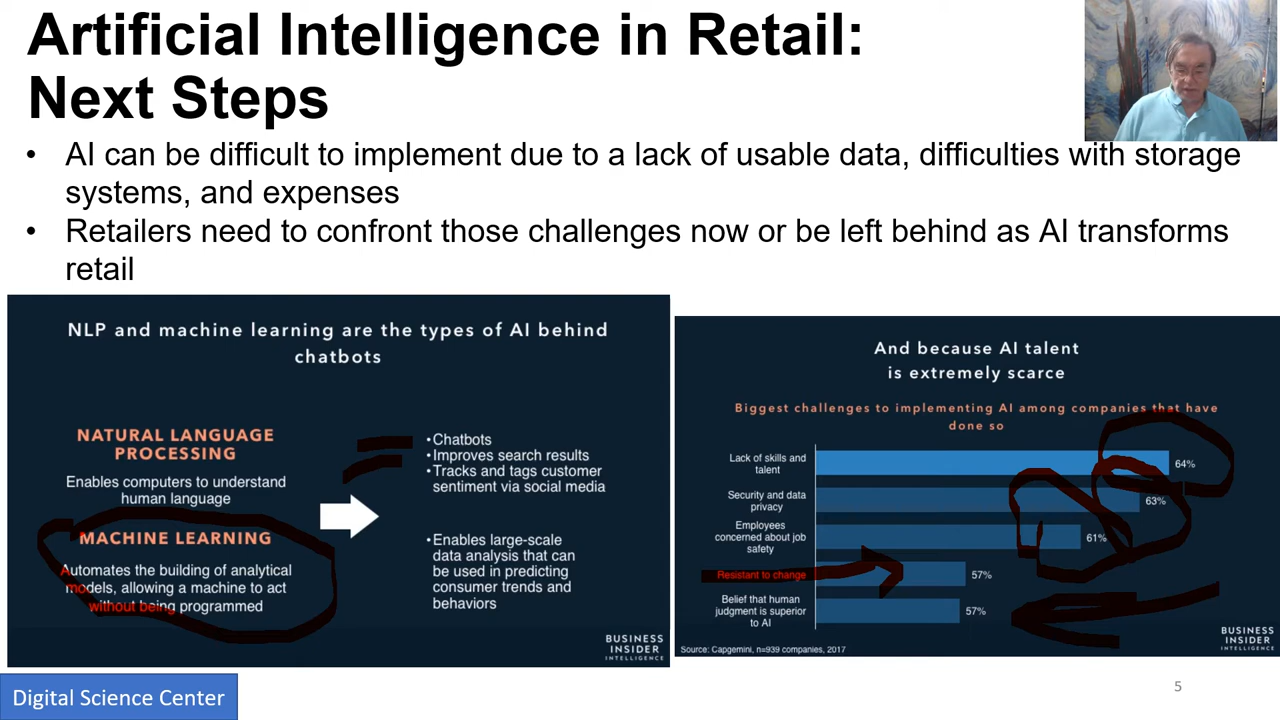 Artificial Intelligence in Retail:
Next Steps
• AI can be difficult to implement due to a lack of usable data, difficulties with storage
systems, and expenses
• Retailers need to confront those challenges now or be left behind as AI transforms
retail
NLP and machine learning are the types of AI behind
chatbots
NATURAL LANGUAGE
PROCESSING
Enables computers to understand
human language
MACHINE LEARNING
Automates the building of analytical
models, allowing a machine to act
without being programmed
•Chatbots
•Improves search results
•Tracks and tags customer
sentiment via social media
•Enables large-scale
data analysis that can
be used in predicting
consumer trends and
behaviors
BUSINESS
INSIDER
INTELLIGENCE
And because AI talent
is extremely scarce
Biggest challenges to implementing AI among companies that have
done so
Lack of skills and
talent
64%
Security and data
privacy
63%
Employees
concerned about job
safety
61%
Resistant to change
57%
Belief that human
judgment is superior
to AI
57%
Source: Capgemini, n=939 companies, 2017
BUSINESS
INSIDER
INTELLIGENCE
Digital Science Center
5